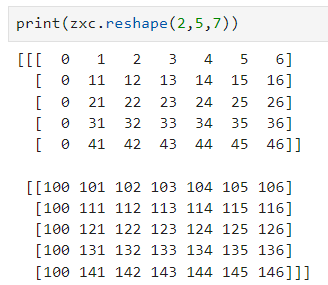 print(zxc.reshape(2,5,7))
[[[  0   1   2   3   4   5   6]
  [  0  11  12  13  14  15  16]
  [  0  21  22  23  24  25  26]
  [  0  31  32  33  34  35  36]
  [  0  41  42  43  44  45  46]]
 [[100 101 102 103 104 105 106]
  [100 111 112 113 114 115 116]
  [100 121 122 123 124 125 126]
  [100 131 132 133 134 135 136]
  [100 141 142 143 144 145 146]]]